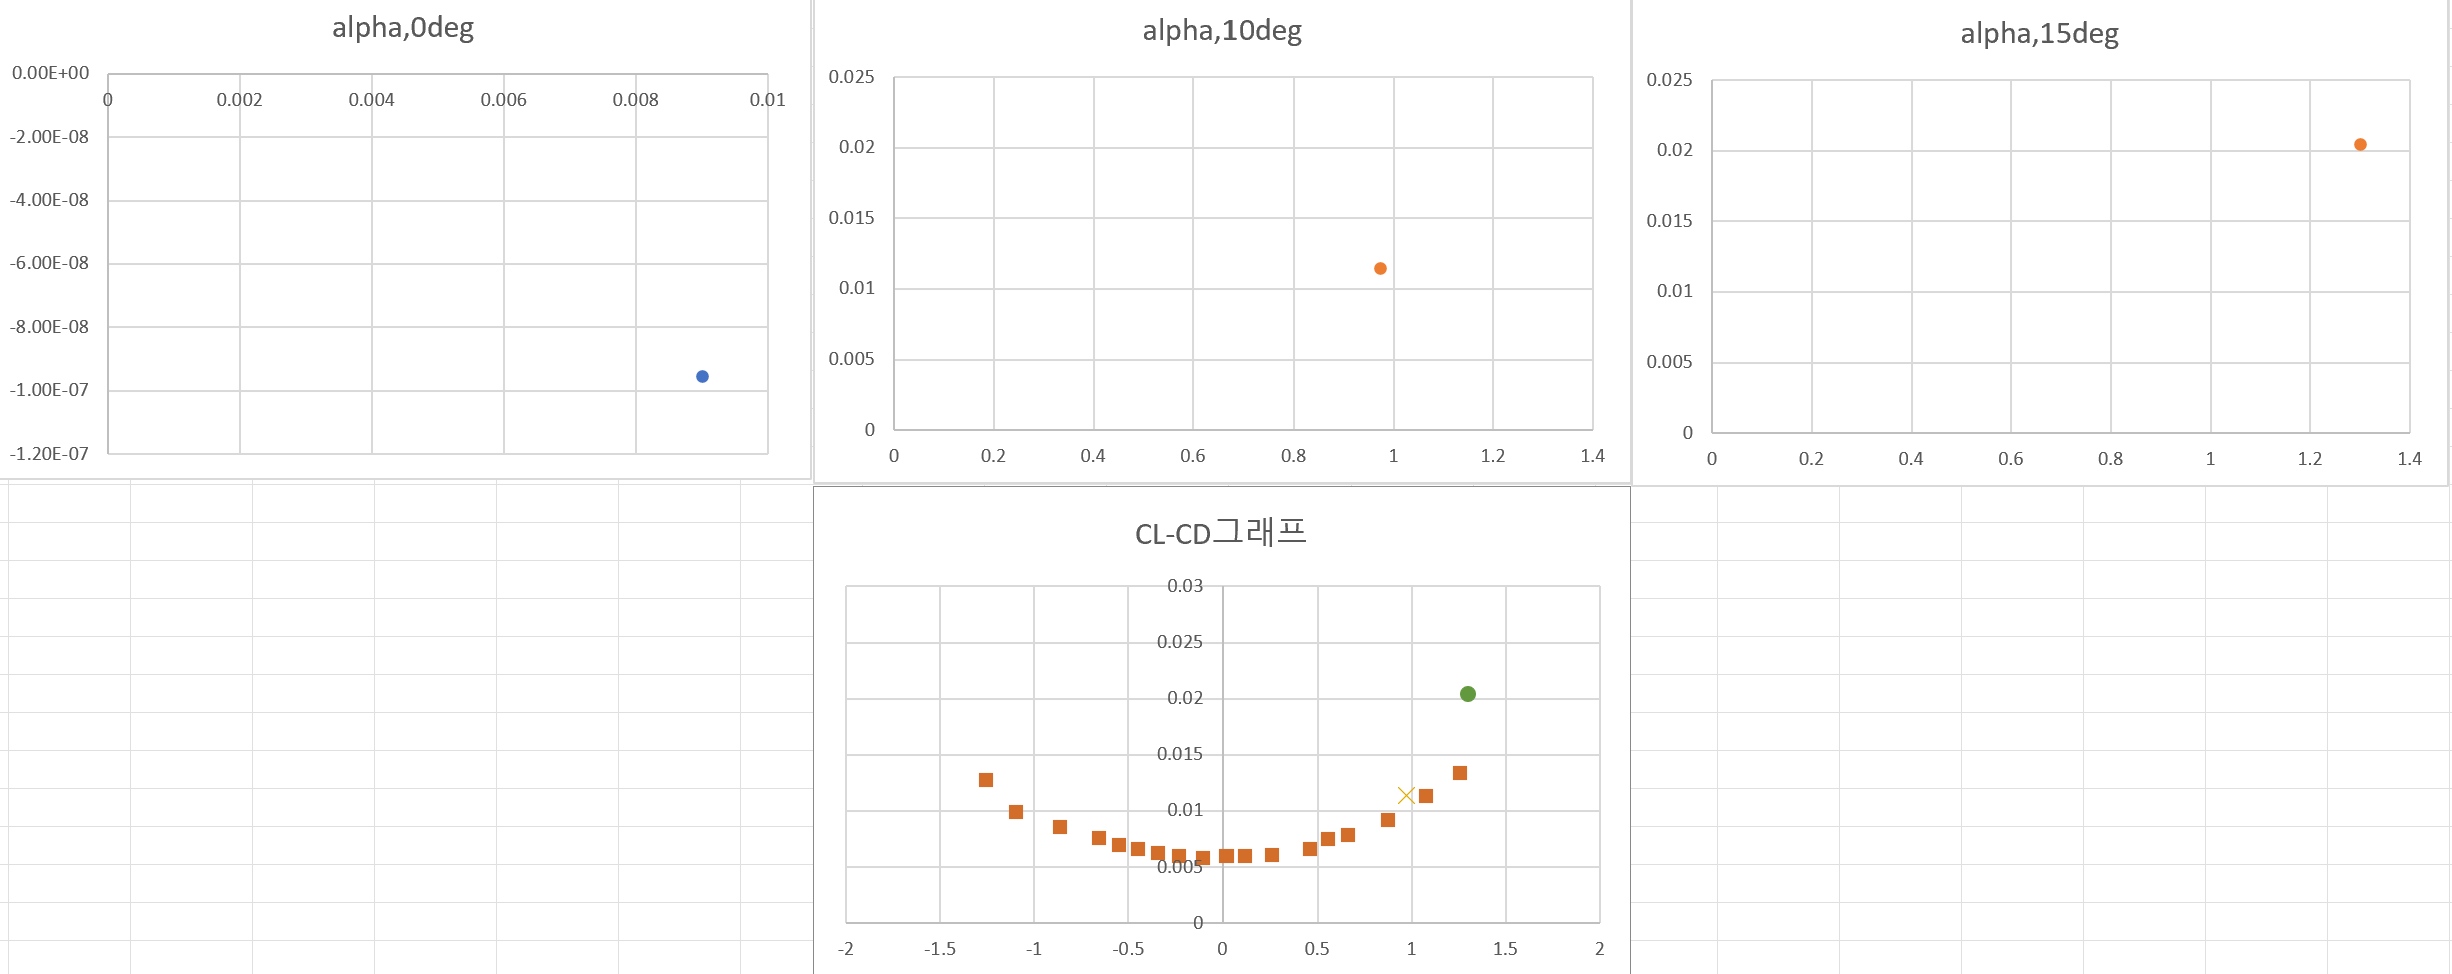 alpha,0deg
0.00E+00
0 0.002 0.004 0.006 0.008 0.01
-2.00E-08
-4.00E-08
-6.00E-08
-8.00E-08
-1.00E-07
-1.20E-07
alpha,10deg
0.025
0.02
0.015
0.01
0.005
0
0 0.2 0.4 0.6 0.8 1 1.2 1.4
alpha,15deg
0.025
0.02
0.015
0.01
0.005
0
0 0.2 0.4 0.6 0.8 1 1.2 1.4
CL-CD그래프
0.03
0.025
0.02
0.015
0.01
0.005
0
-2 -1.5 -1 -0.5 0 0.5 1 1.5 2